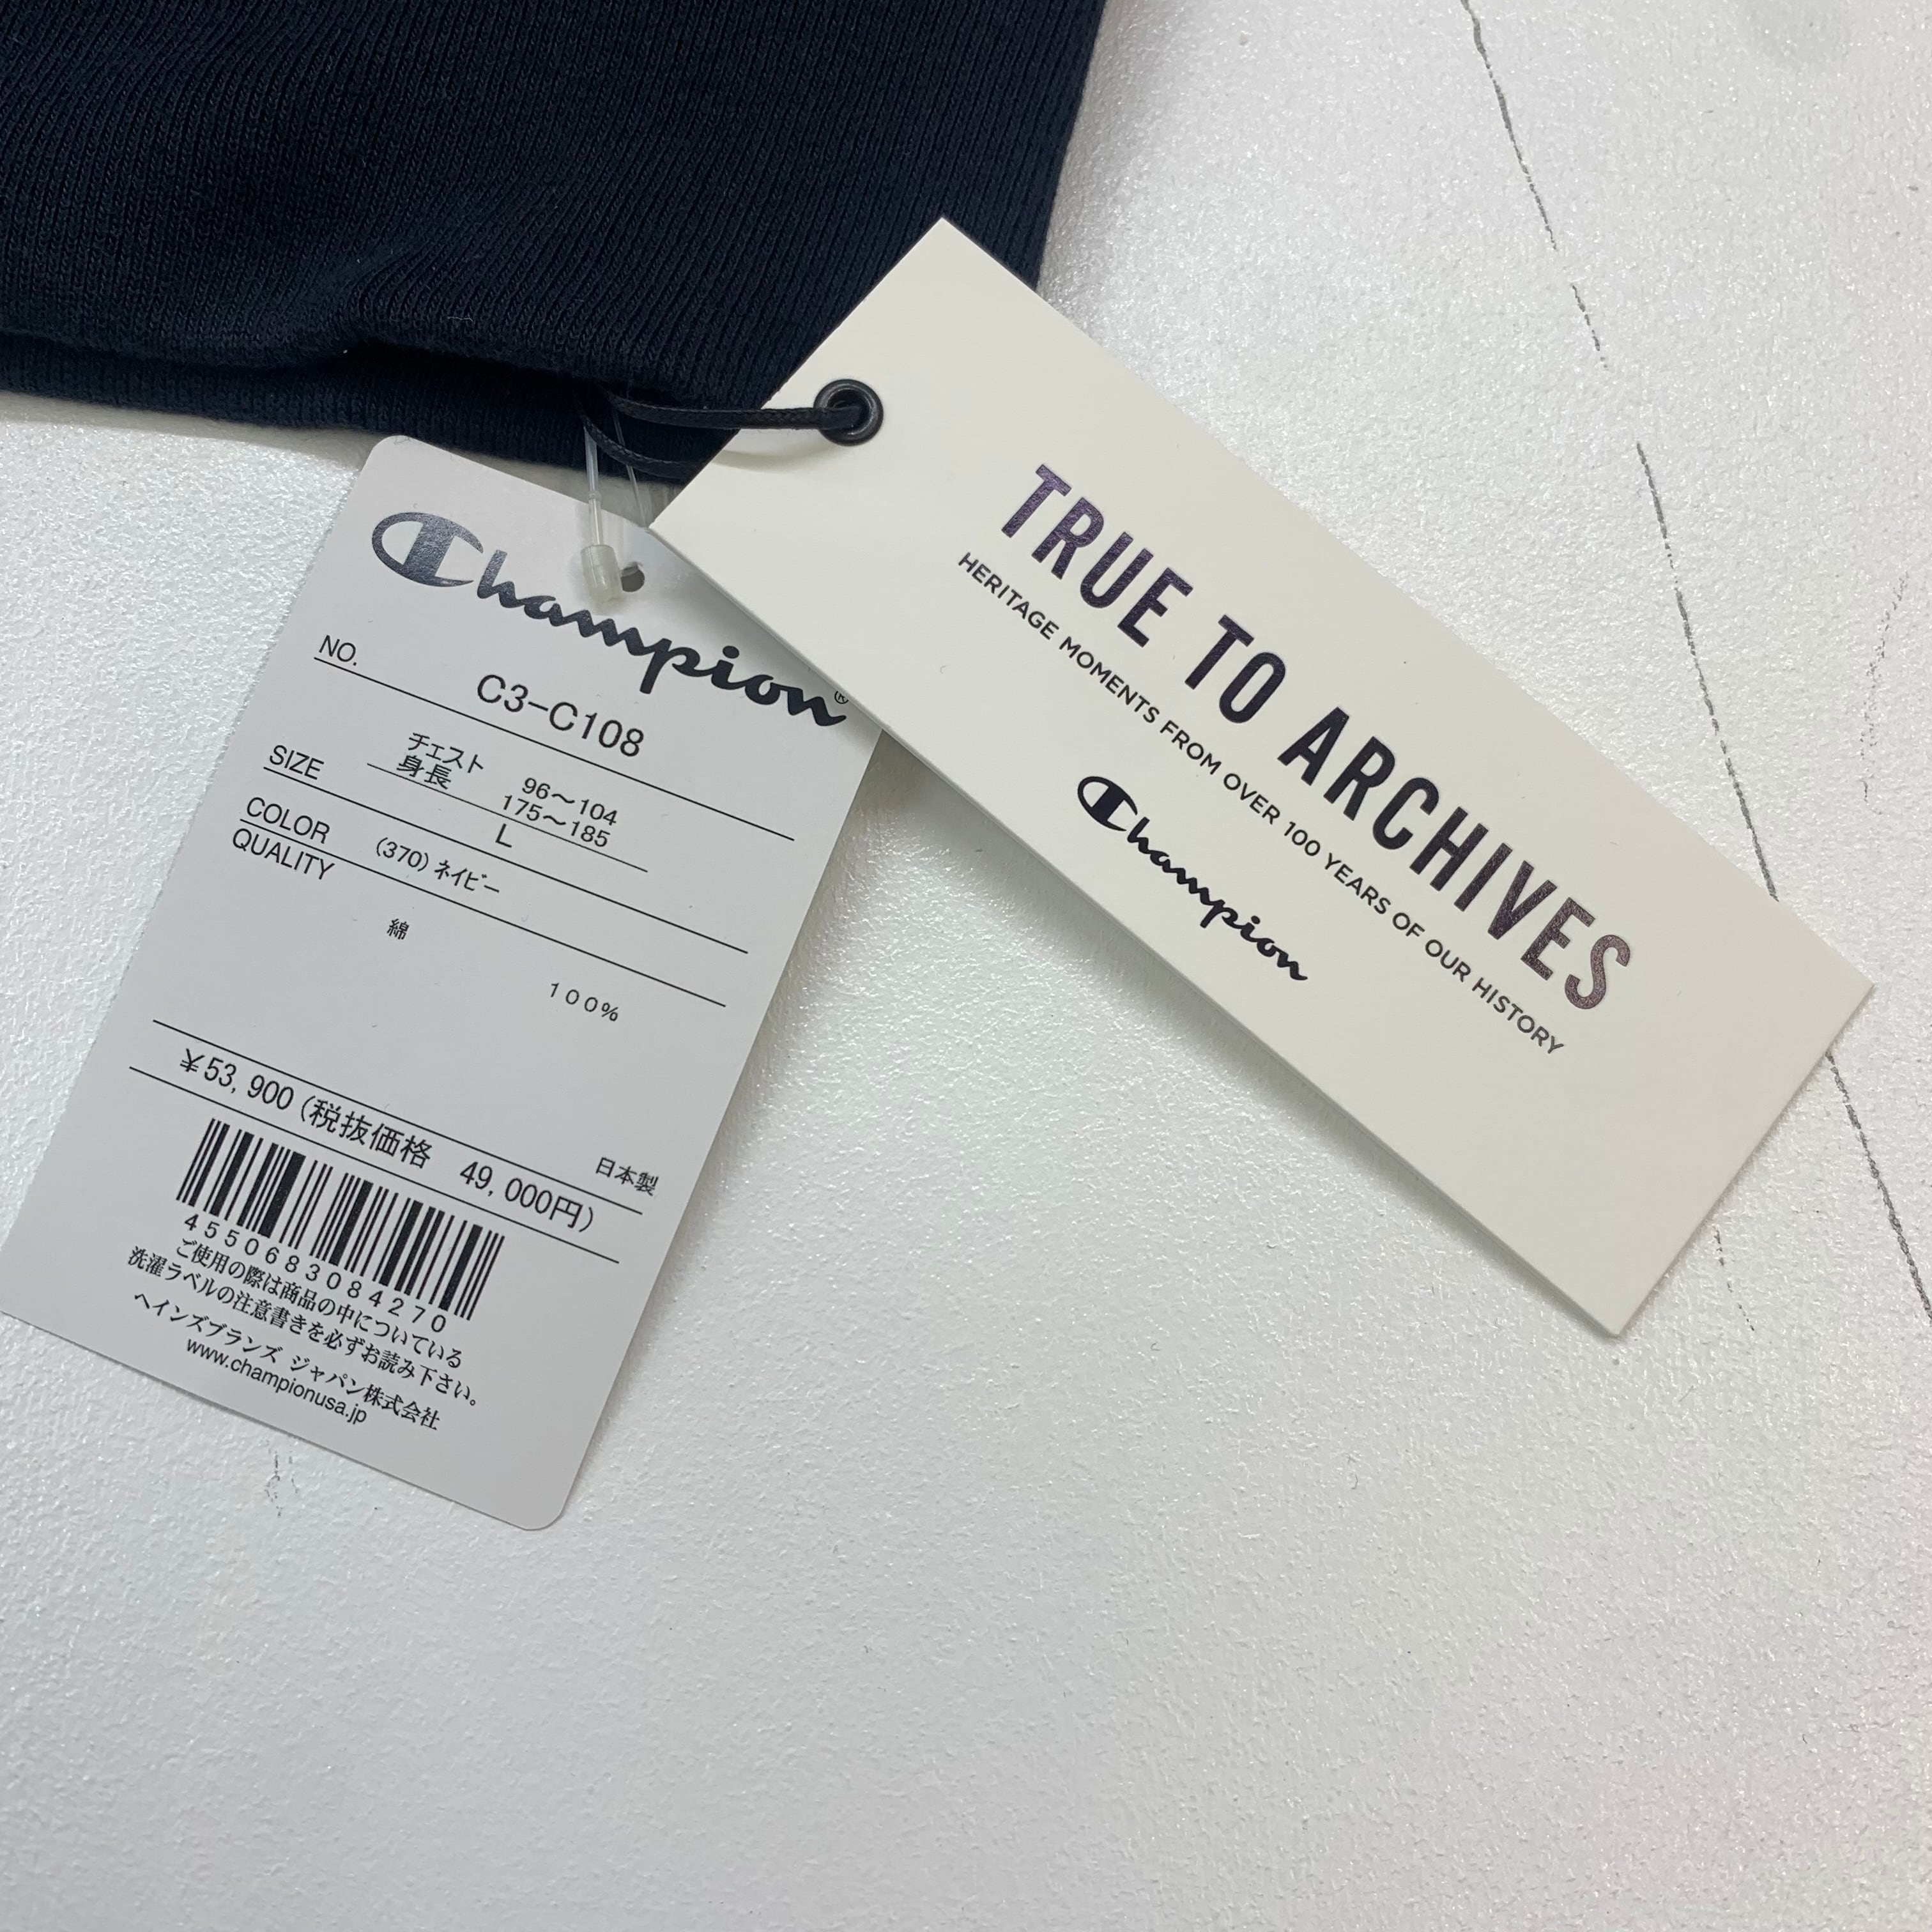 Champion®
NO.
C3-C108
SIZE
チェスト 96〜104
身長 175〜185
L
COLOR (370) ネイビー
QUALITY
綿 100%
日本製
¥53,900 (税抜価格 49,000円)
4550683084270
ご使用の際は商品の中についている
洗濯ラベルの注意書きを必ずお読み下さい。
ヘインズブランズ ジャパン株式会社
www.championusa.jp
TRUE TO ARCHIVES
HERITAGE MOMENTS FROM OVER 100 YEARS OF OUR HISTORY
Champion